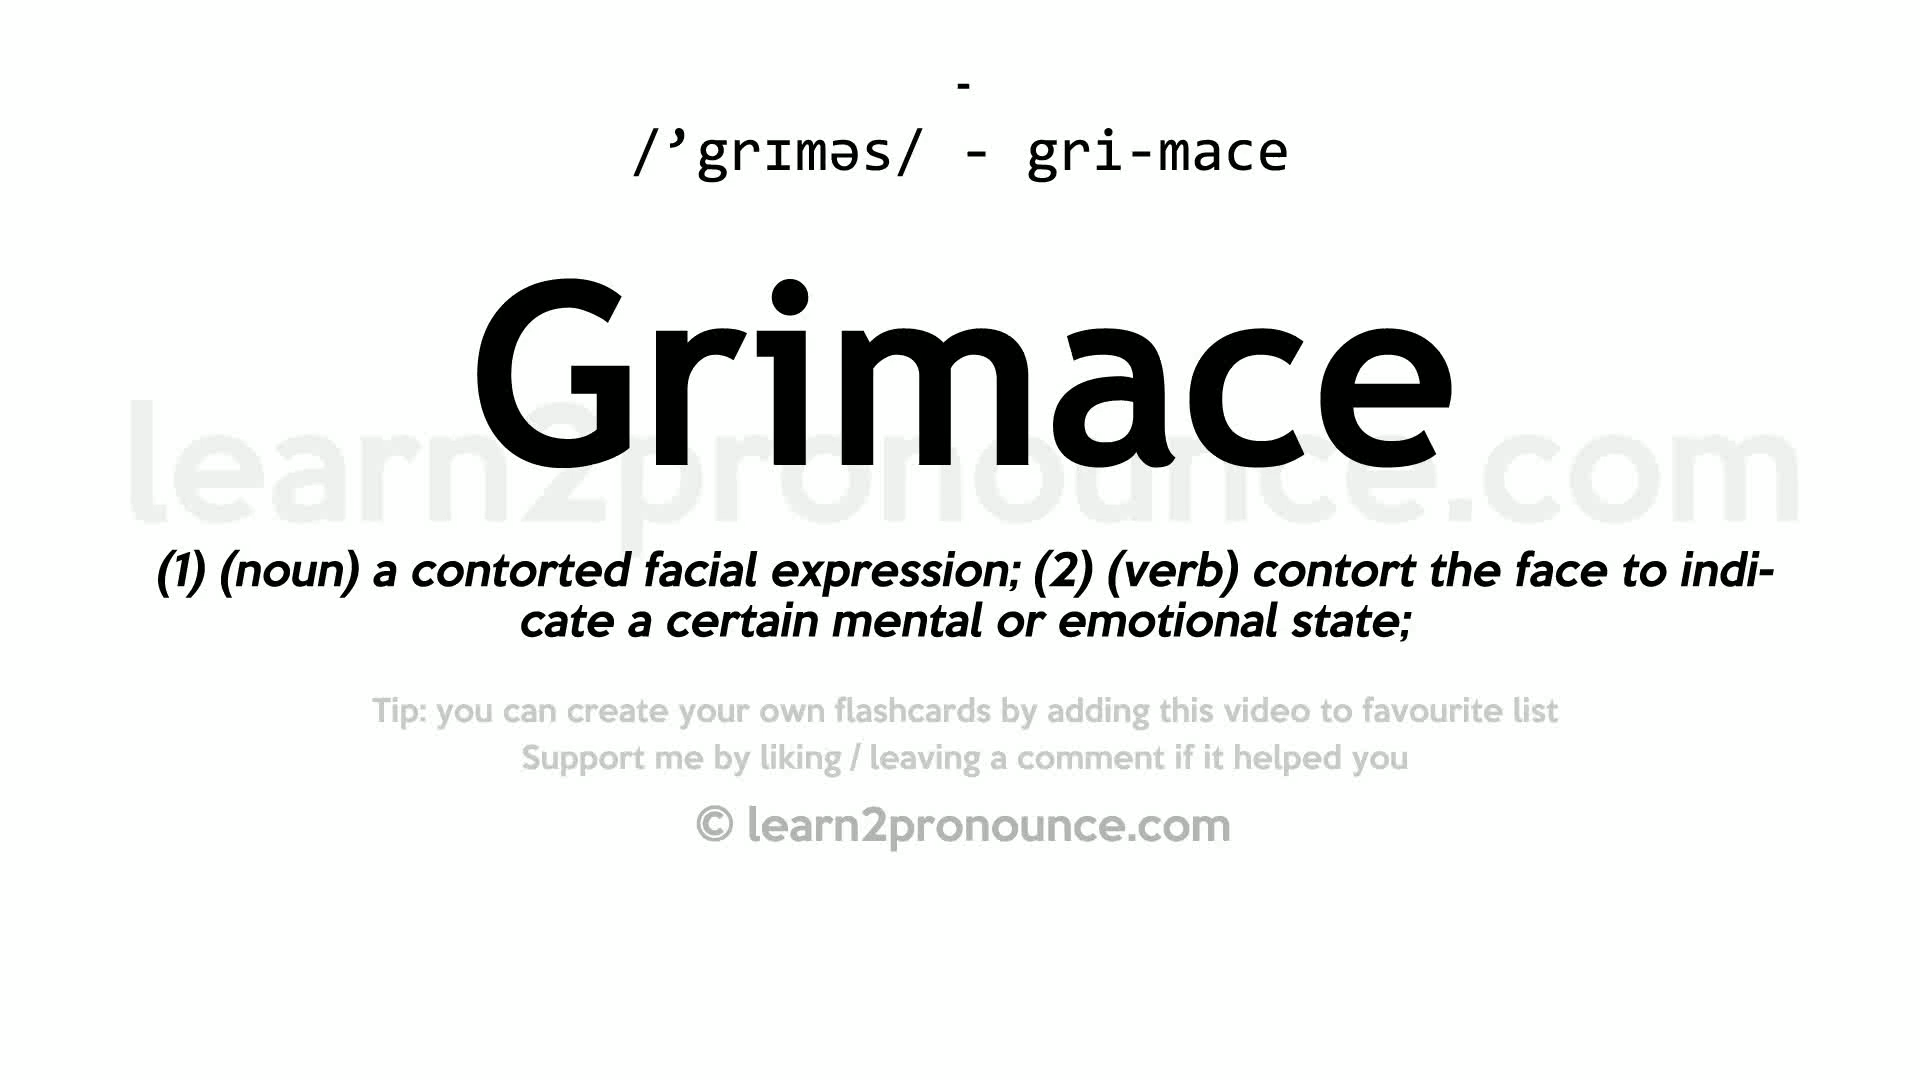 -
/’grɪməs/ - gri-mace
Grimace
learn2pronounce.com
(1) (noun) a contorted facial expression; (2) (verb) contort the face to indi-
cate a certain mental or emotional state;
Tip: you can create your own flashcards by adding this video to favourite list
Support me by liking / leaving a comment if it helped you
© learn2pronounce.com